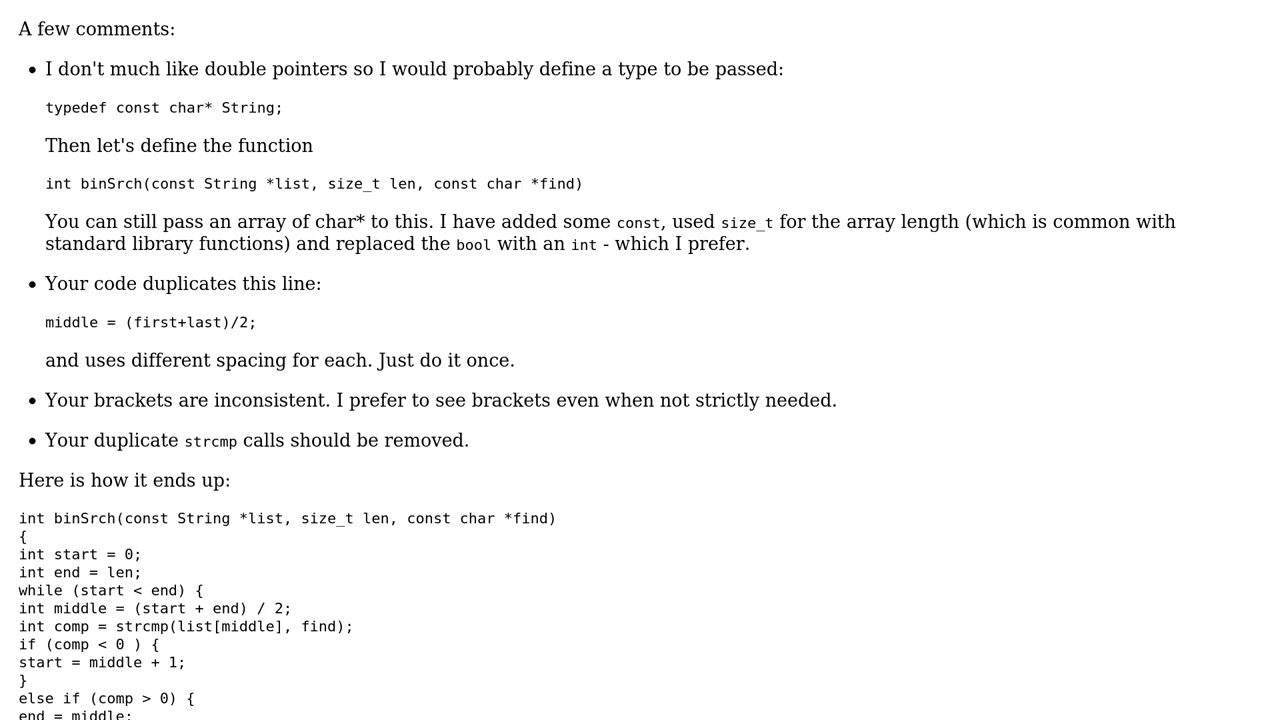 A few comments:
I don't much like double pointers so I would probably define a type to be passed:
typedef const char* String;
Then let's define the function
int binSrch(const String *list, size_t len, const char *find)
You can still pass an array of char* to this. I have added some const, used size_t for the array length (which is common with
standard library functions) and replaced the bool with an int - which I prefer.
Your code duplicates this line:
middle = (first+last)/2;
and uses different spacing for each. Just do it once.
Your brackets are inconsistent. I prefer to see brackets even when not strictly needed.
Your duplicate strcmp calls should be removed.
Here is how it ends up:
int binSrch(const String *list, size_t len, const char *find)
{
int start = 0;
int end = len;
while (start < end) {
int middle = (start + end) / 2;
int comp = strcmp(list[middle], find);
if (comp < 0 ) {
start = middle + 1;
}
else if (comp > 0) {
end = middle;